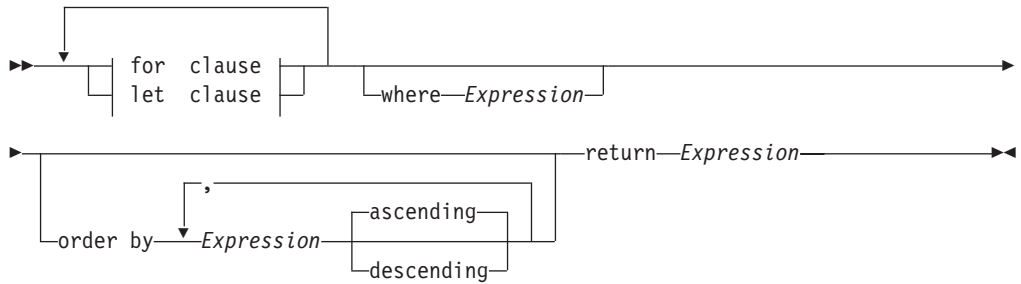 for clause
let clause
where Expression
return Expression
,
ascending
order by Expression
descending